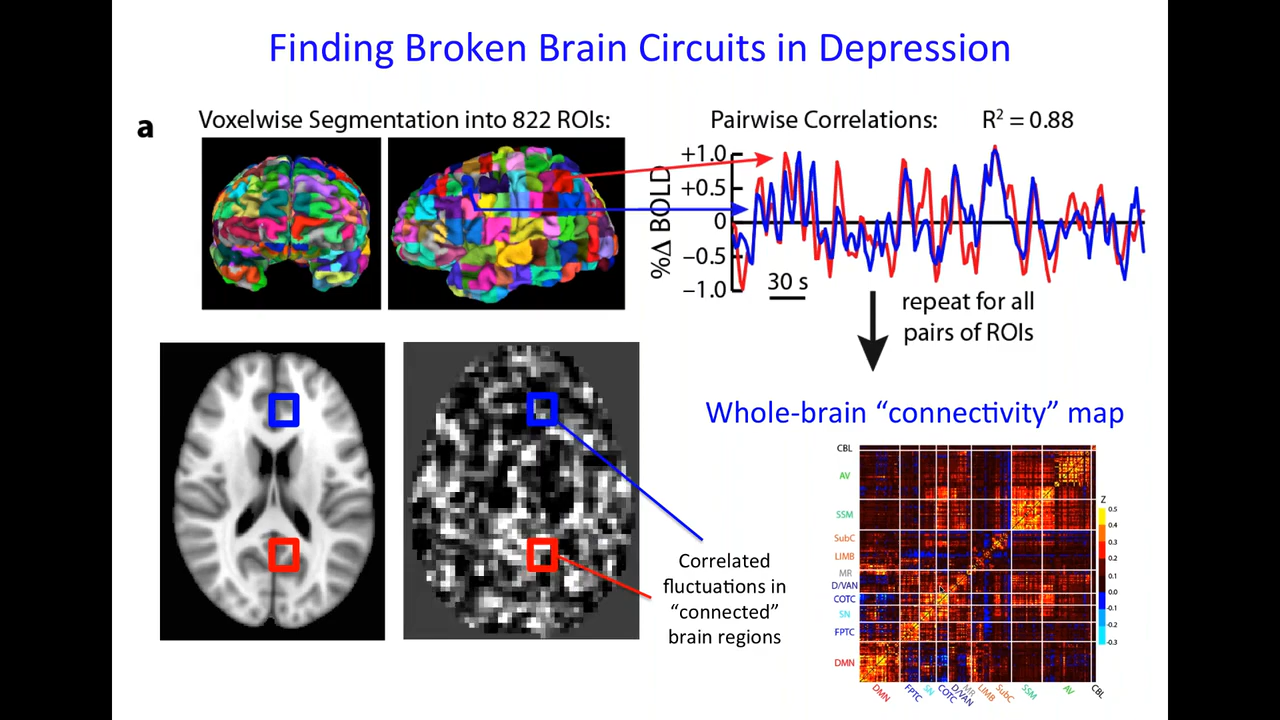 Finding Broken Brain Circuits in Depression
a
Voxelwise Segmentation into 822 ROIs:
Pairwise Correlations:
R² = 0.88
%Δ BOLD
+1.0
+0.5
0
−0.5
−1.0
30 s
repeat for all
pairs of ROIs
Whole-brain “connectivity” map
Correlated
fluctuations in
“connected”
brain regions
CBL
AV
SSM
SubC
LIMB
MR
D/VAN
COTC
SN
FPTC
DMN
Z
0.5
0.4
0.3
0.2
0.1
0.0
-0.1
-0.2
-0.3
DMN
FPTC
SN
COTC
D/VAN
MR
LIMB
SubC
SSM
AV
CBL